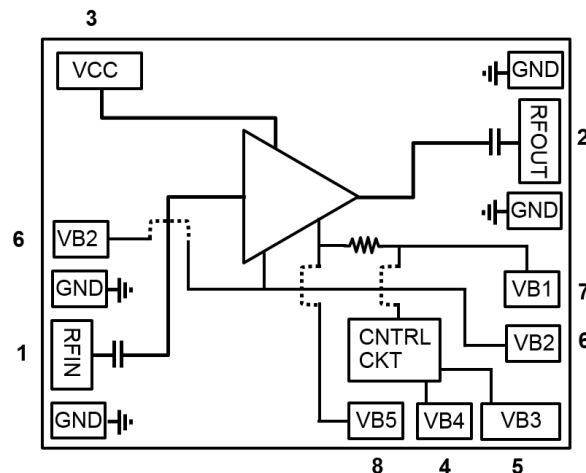 3
VCC
GND
RFOUT
2
GND
6
VB2
GND
VB1
7
1
RFIN
VB2
6
CNTRL
CKT
GND
VB5
VB4
VB3
8
4
5